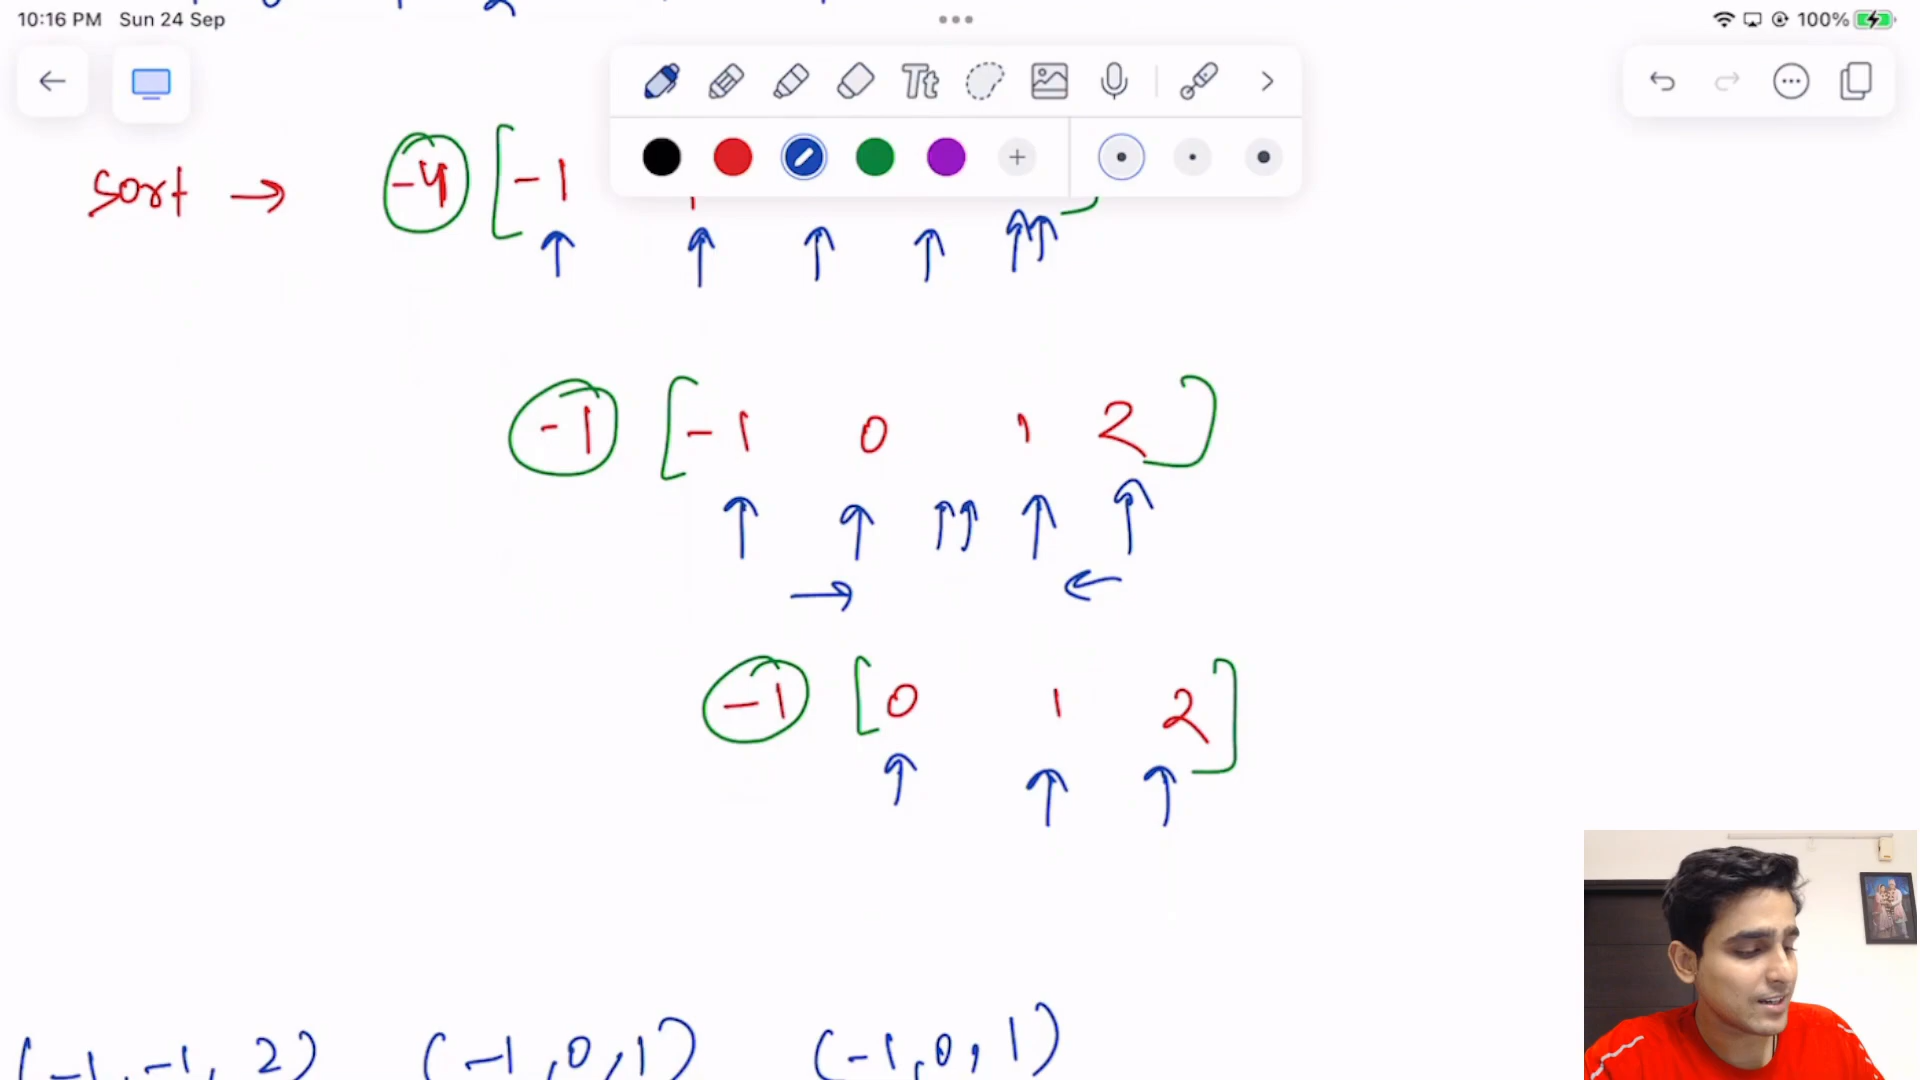 10:16 PM Sun 24 Sep 100%
Tt
sort → -4 [ -1
-1 [ -1 0 1 2 ]
-1 [ 0 1 2 ]
(-1, -1, 2) (-1, 0, 1) (-1, 0, 1)